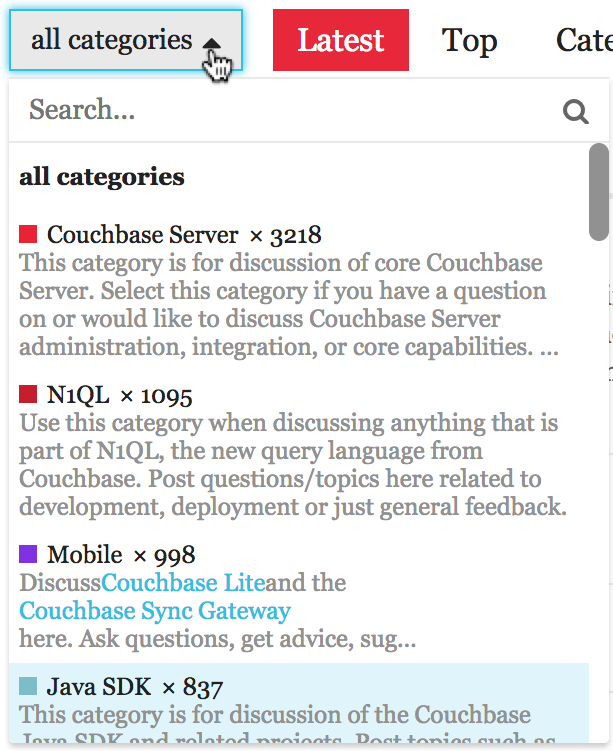 all categories Latest Top Cate
Search...
all categories
Couchbase Server × 3218
This category is for discussion of core Couchbase
Server. Select this category if you have a question
on or would like to discuss Couchbase Server
administration, integration, or core capabilities. ...
N1QL × 1095
Use this category when discussing anything that is
part of N1QL, the new query language from
Couchbase. Post questions/topics here related to
development, deployment or just general feedback.
Mobile × 998
DiscussCouchbase Liteand the
Couchbase Sync Gateway
here. Ask questions, get advice, sug...
Java SDK × 837
This category is for discussion of the Couchbase
Java SDK and related projects. Post topics such as